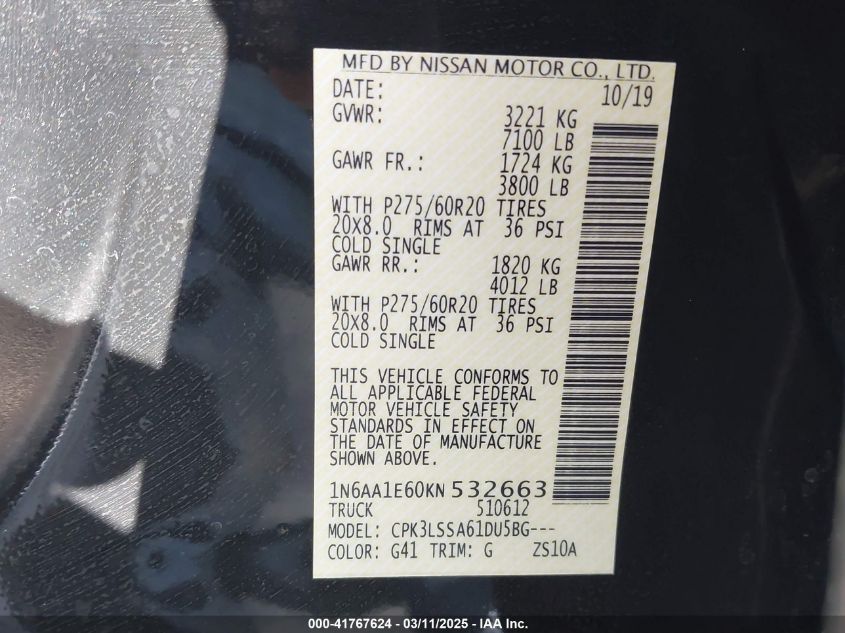 MFD BY NISSAN MOTOR CO., LTD.
DATE: 10/19
GVWR: 3221 KG
7100 LB
GAWR FR.: 1724 KG
3800 LB
WITH P275/60R20 TIRES
20X8.0 RIMS AT 36 PSI
COLD SINGLE
GAWR RR.: 1820 KG
4012 LB
WITH P275/60R20 TIRES
20X8.0 RIMS AT 36 PSI
COLD SINGLE
THIS VEHICLE CONFORMS TO
ALL APPLICABLE FEDERAL
MOTOR VEHICLE SAFETY
STANDARDS IN EFFECT ON
THE DATE OF MANUFACTURE
SHOWN ABOVE.
1N6AA1E60KN 532663
TRUCK 510612
MODEL: CPK3LSSA61DU5BG---
COLOR: G41 TRIM: G ZS10A
000-41767624 / 03/11/2025 - IAA Inc.